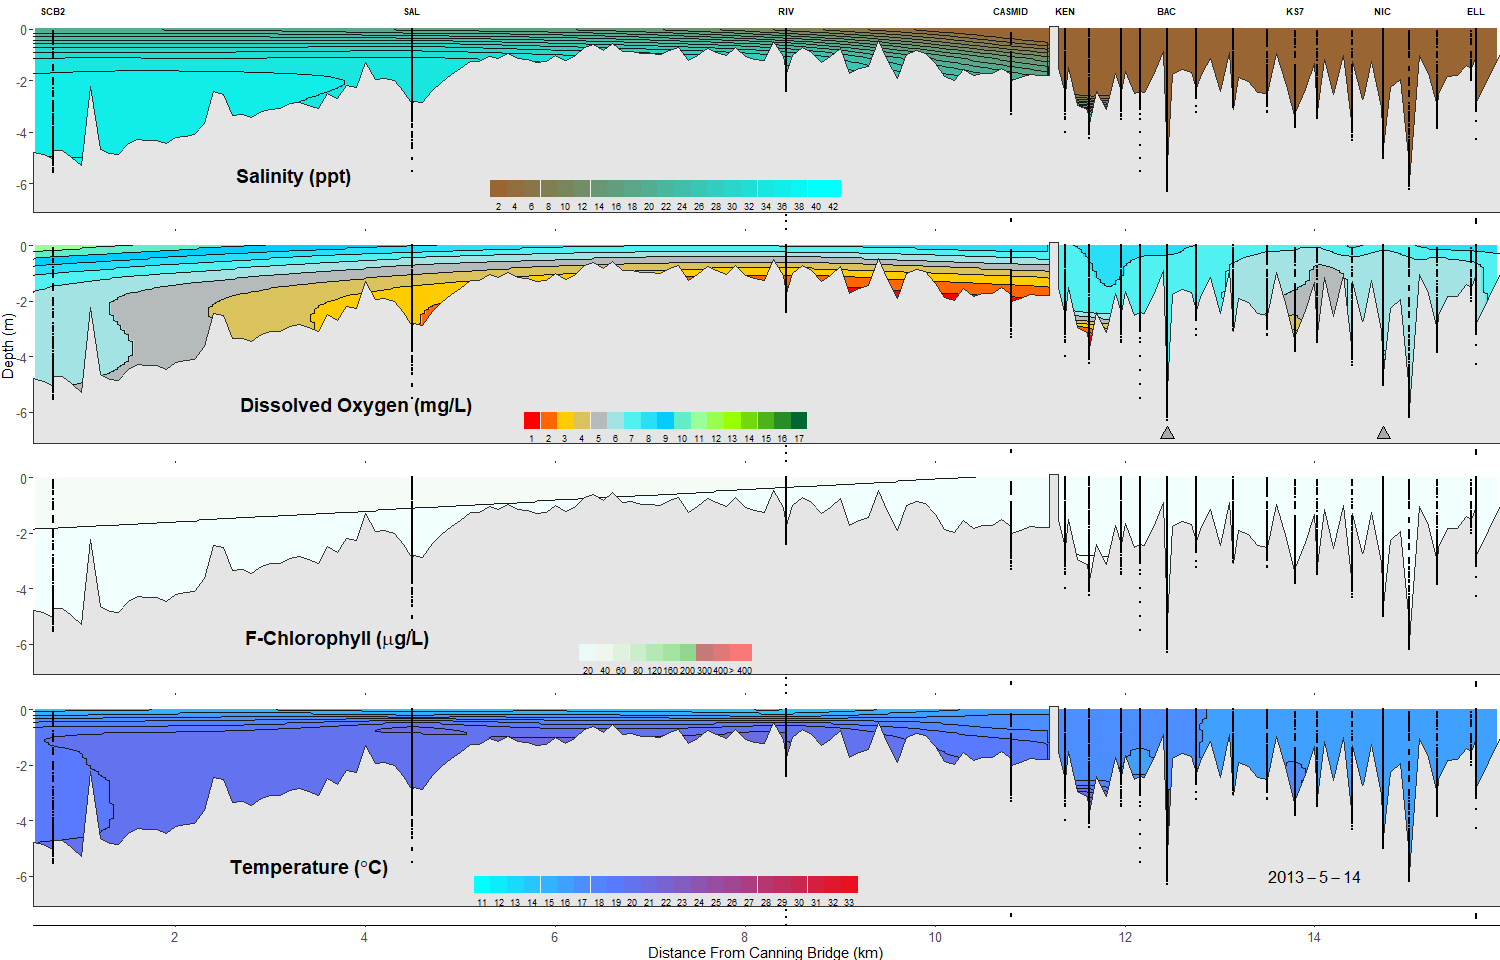 SCB2 SAL RIV CASMID KEN BAC KS7 NIC ELL
0
-2
-4
-6
Salinity (ppt)
2 4 6 8 10 12 14 16 18 20 22 24 26 28 30 32 34 36 38 40 42
0
-2
-4
-6
Depth (m)
Dissolved Oxygen (mg/L)
1 2 3 4 5 6 7 8 9 10 11 12 13 14 15 16 17
0
-2
-4
-6
F-Chlorophyll (µg/L)
20 40 60 80 120 160 200 300 400 > 400
0
-2
-4
-6
Temperature (°C)
11 12 13 14 15 16 17 18 19 20 21 22 23 24 25 26 27 28 29 30 31 32 33
2013 – 5 – 14
2 4 6 8 10 12 14
Distance From Canning Bridge (km)